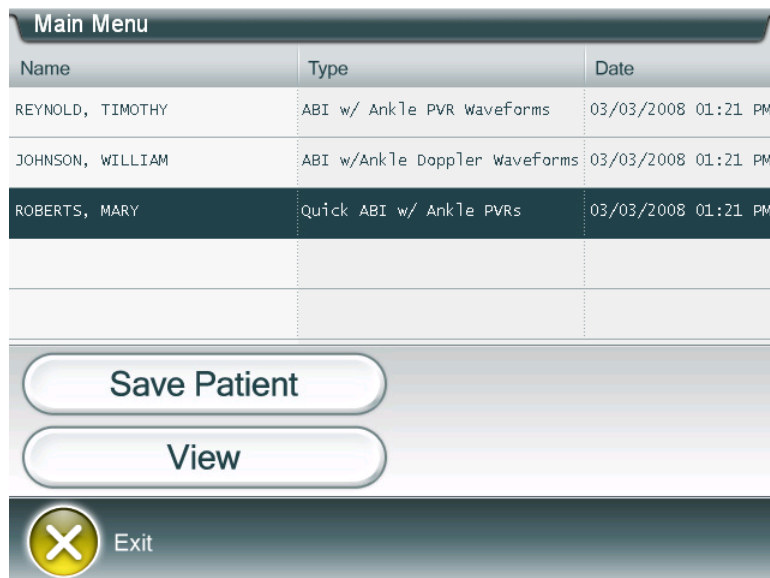 Main Menu
Name Type Date
REYNOLD, TIMOTHY ABI w/ Ankle PVR Waveforms 03/03/2008 01:21 PM
JOHNSON, WILLIAM ABI w/Ankle Doppler Waveforms 03/03/2008 01:21 PM
ROBERTS, MARY Quick ABI w/ Ankle PVRs 03/03/2008 01:21 PM
Save Patient
View
Exit